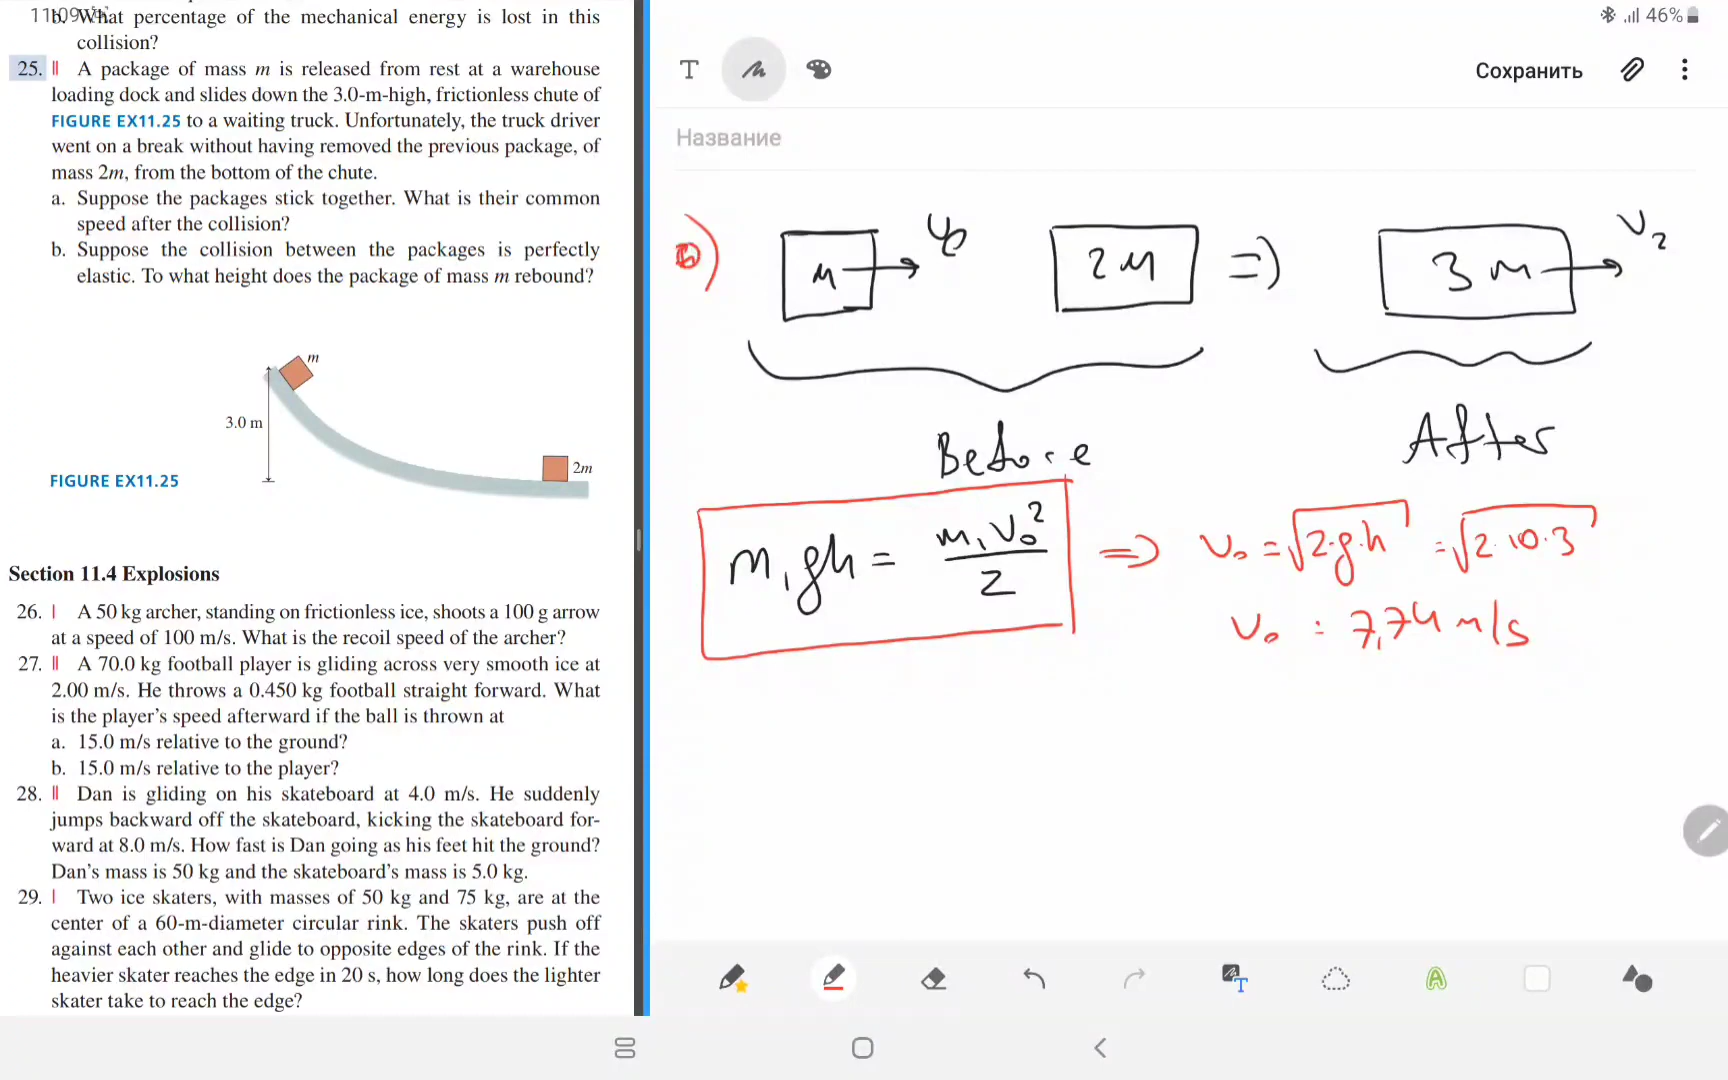 11:09
b. What percentage of the mechanical energy is lost in this
collision?
25. || A package of mass m is released from rest at a warehouse
loading dock and slides down the 3.0-m-high, frictionless chute of
FIGURE EX11.25 to a waiting truck. Unfortunately, the truck driver
went on a break without having removed the previous package, of
mass 2m, from the bottom of the chute.
a. Suppose the packages stick together. What is their common
speed after the collision?
b. Suppose the collision between the packages is perfectly
elastic. To what height does the package of mass m rebound?
m
3.0 m
2m
FIGURE EX11.25
Section 11.4 Explosions
26. | A 50 kg archer, standing on frictionless ice, shoots a 100 g arrow
at a speed of 100 m/s. What is the recoil speed of the archer?
27. || A 70.0 kg football player is gliding across very smooth ice at
2.00 m/s. He throws a 0.450 kg football straight forward. What
is the player's speed afterward if the ball is thrown at
a. 15.0 m/s relative to the ground?
b. 15.0 m/s relative to the player?
28. || Dan is gliding on his skateboard at 4.0 m/s. He suddenly
jumps backward off the skateboard, kicking the skateboard for-
ward at 8.0 m/s. How fast is Dan going as his feet hit the ground?
Dan's mass is 50 kg and the skateboard's mass is 5.0 kg.
29. | Two ice skaters, with masses of 50 kg and 75 kg, are at the
center of a 60-m-diameter circular rink. The skaters push off
against each other and glide to opposite edges of the rink. If the
heavier skater reaches the edge in 20 s, how long does the lighter
skater take to reach the edge?
46%
T
Сохранить
Название
m v₀ 2m => 3m v₂
Before After
m₁gh = m₁v₀²/2 => v₀ = √2·g·h = √2·10·3
v₀ = 7,74 m/s
T
A